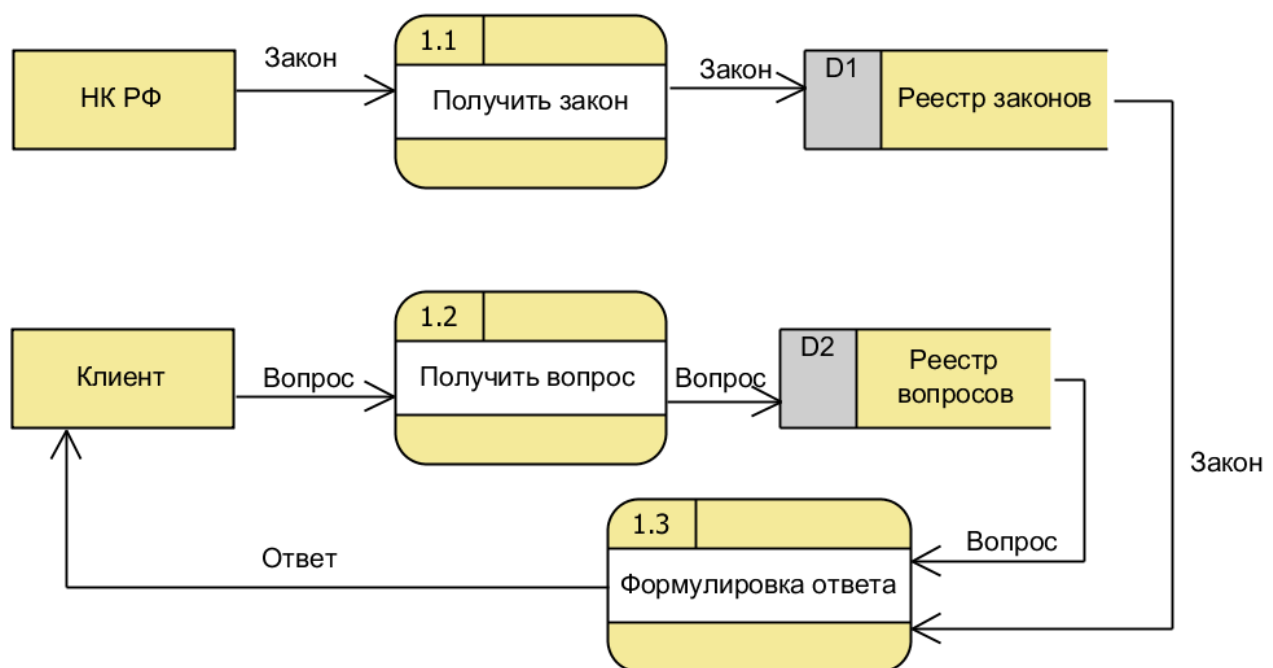 1.1
Закон
НК РФ
Получить закон
Закон
D1
Реестр законов
1.2
Клиент
Вопрос
Получить вопрос
Вопрос
D2
Реестр
вопросов
Закон
1.3
Вопрос
Ответ
Формулировка ответа